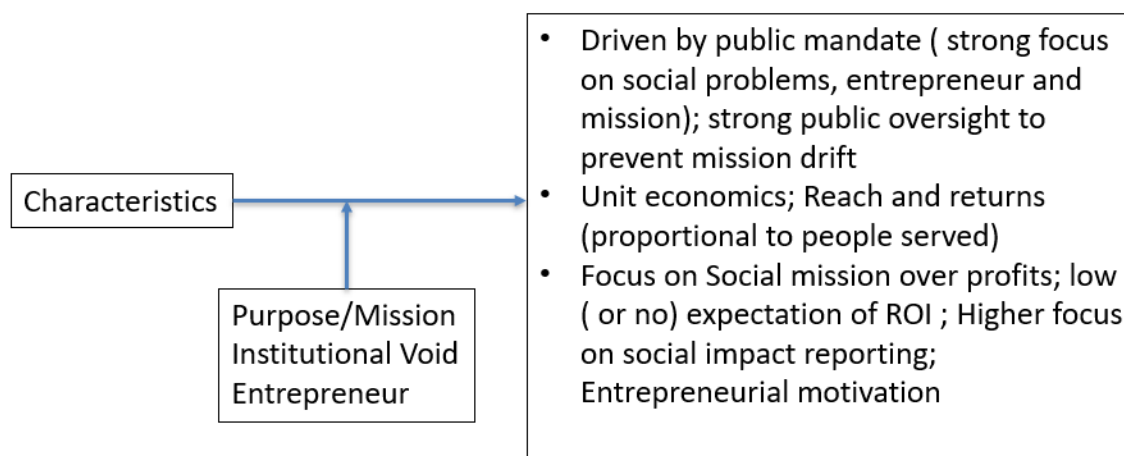 Characteristics
Purpose/Mission
Institutional Void
Entrepreneur
• Driven by public mandate ( strong focus
on social problems, entrepreneur and
mission); strong public oversight to
prevent mission drift
• Unit economics; Reach and returns
(proportional to people served)
• Focus on Social mission over profits; low
( or no) expectation of ROI ; Higher focus
on social impact reporting;
Entrepreneurial motivation